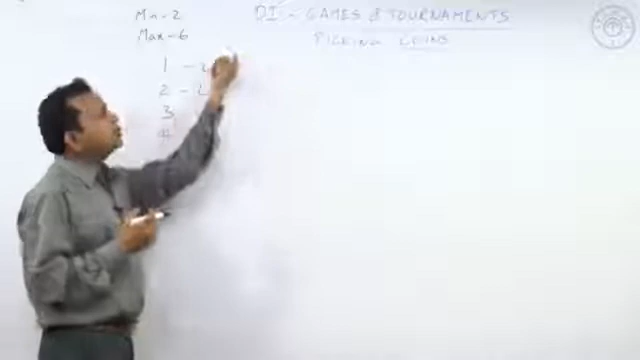 Min-2
Max-6
DI :- GAMES & TOURNAMENTS
PICKING COINS
1 -
2 - L
3
4